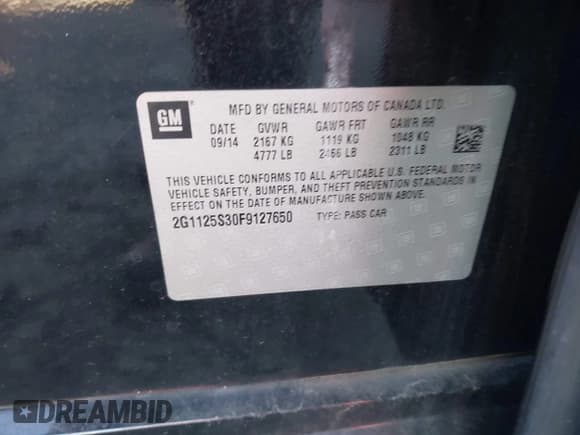 GM
MFD BY GENERAL MOTORS OF CANADA LTD.
DATE GVWR GAWR FRT GAWR RR
09/14 2167 KG 1119 KG 1048 KG
4777 LB 2466 LB 2311 LB
THIS VEHICLE CONFORMS TO ALL APPLICABLE U.S. FEDERAL MOTOR
VEHICLE SAFETY, BUMPER, AND THEFT PREVENTION STANDARDS IN
EFFECT ON THE DATE OF MANUFACTURE SHOWN ABOVE.
2G1125S30F9127650 TYPE: PASS CAR
DREAMBID